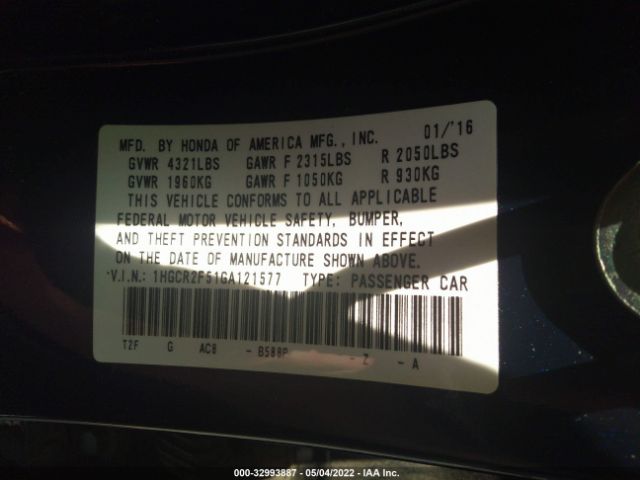 MFD. BY HONDA OF AMERICA MFG., INC. 01/'16
GVWR 4321LBS GAWR F 2315LBS R 2050LBS
GVWR 1960KG GAWR F 1050KG R 930KG
THIS VEHICLE CONFORMS TO ALL APPLICABLE
FEDERAL MOTOR VEHICLE SAFETY, BUMPER,
AND THEFT PREVENTION STANDARDS IN EFFECT
ON THE DATE OF MANUFACTURE SHOWN ABOVE.
V.I.N.: 1HGCR2F51GA121577 TYPE: PASSENGER CAR
T2F G AC8 - B588P - Z - A
000-32993887 - 05/04/2022 - IAA Inc.